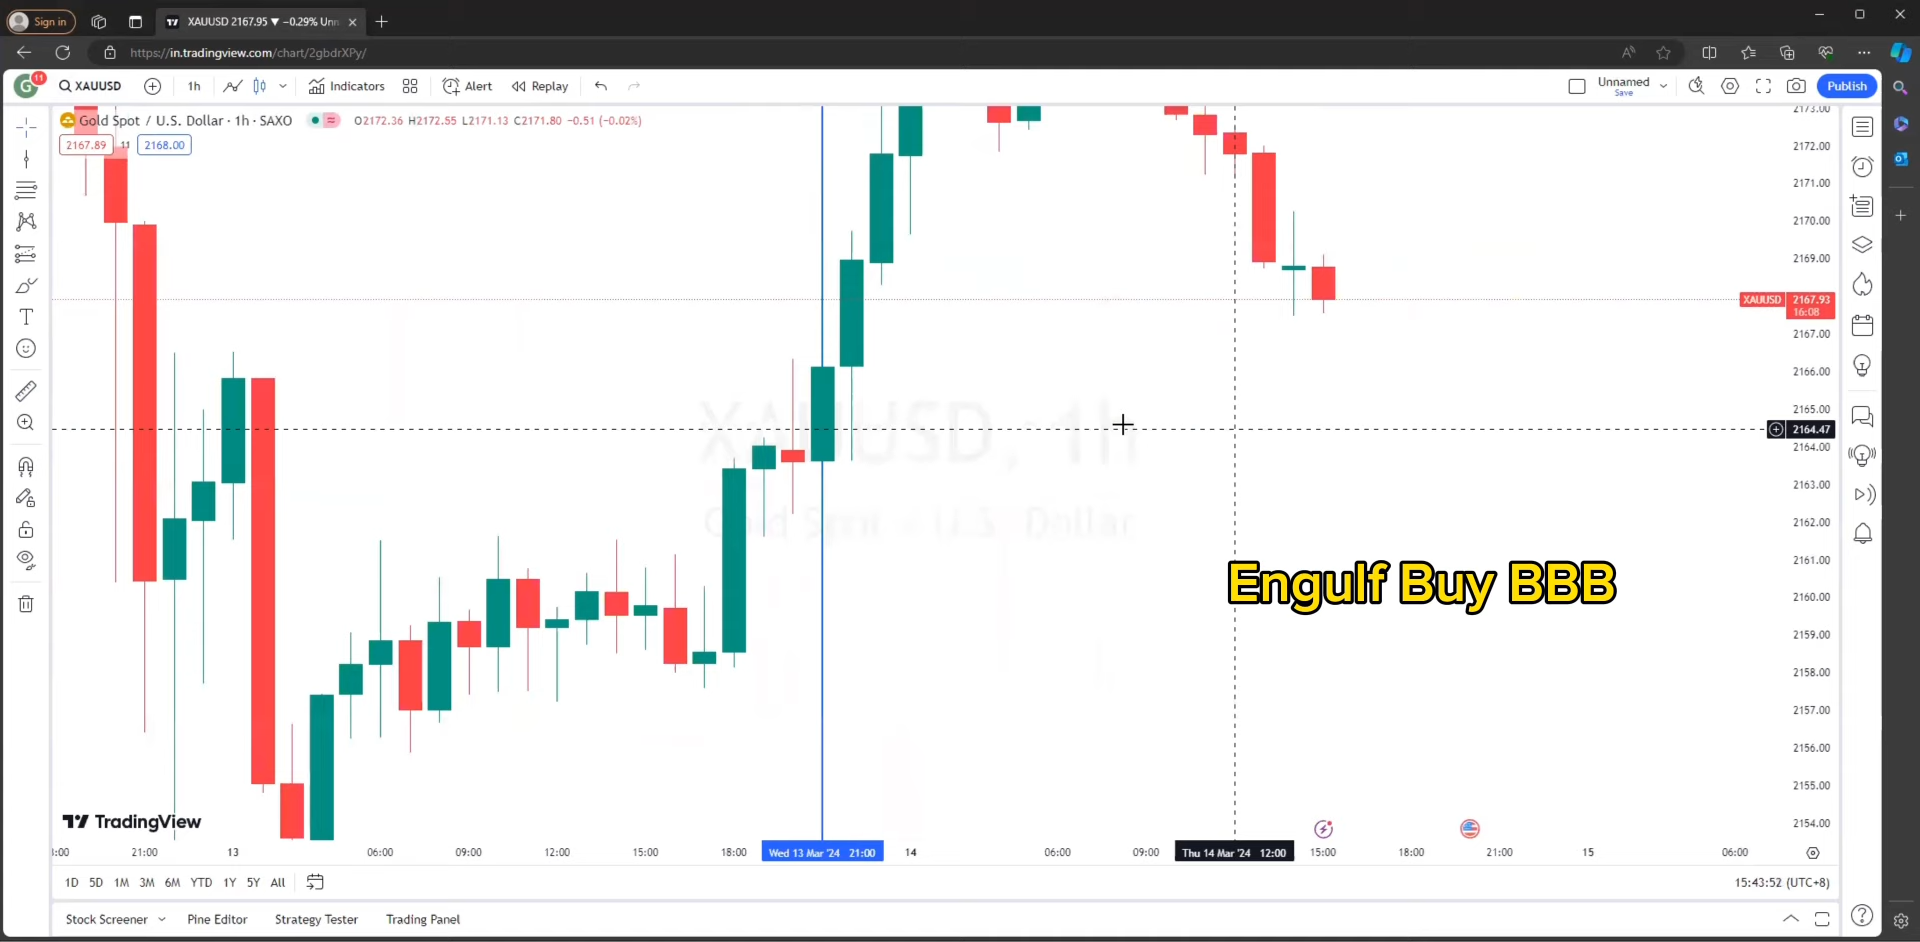 Sign in
XAUUSD 2167.95 ▼ −0.29% Unn
https://in.tradingview.com/chart/2gbdrXPy/
G 11
XAUUSD 1h Indicators Alert Replay Unnamed Save Publish
Gold Spot / U.S. Dollar · 1h · SAXO O2172.36 H2172.55 L2171.13 C2171.80 −0.51 (−0.02%)
2167.89 11 2168.00
2173.00
2172.00
2171.00
2170.00
2169.00
XAUUSD 2167.93
16:08
2167.00
2166.00
2165.00
2164.47
2164.00
2163.00
2162.00
2161.00
2160.00
2159.00
2158.00
2157.00
2156.00
2155.00
2154.00
XAUUSD, 1h
Gold Spot / U.S. Dollar
Engulf Buy BBB
TradingView
:00 21:00 13 06:00 09:00 12:00 15:00 18:00 Wed 13 Mar '24 21:00 14 06:00 09:00 Thu 14 Mar '24 12:00 15:00 18:00 21:00 15 06:00
1D 5D 1M 3M 6M YTD 1Y 5Y All 15:43:52 (UTC+8)
Stock Screener Pine Editor Strategy Tester Trading Panel